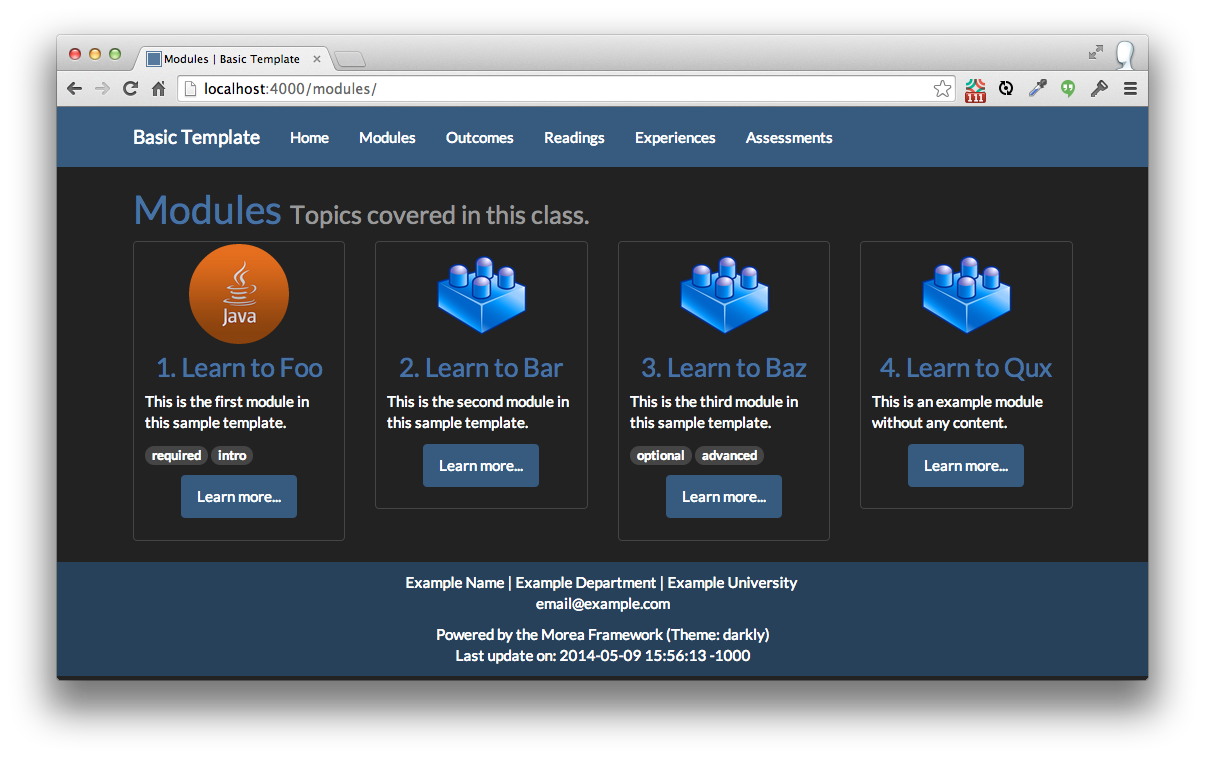 Modules | Basic Template
localhost:4000/modules/
111
Basic Template Home Modules Outcomes Readings Experiences Assessments
Modules Topics covered in this class.
Java
1. Learn to Foo
This is the first module in
this sample template.
required intro
Learn more...
2. Learn to Bar
This is the second module in
this sample template.
Learn more...
3. Learn to Baz
This is the third module in
this sample template.
optional advanced
Learn more...
4. Learn to Qux
This is an example module
without any content.
Learn more...
Example Name | Example Department | Example University
email@example.com
Powered by the Morea Framework (Theme: darkly)
Last update on: 2014-05-09 15:56:13 -1000